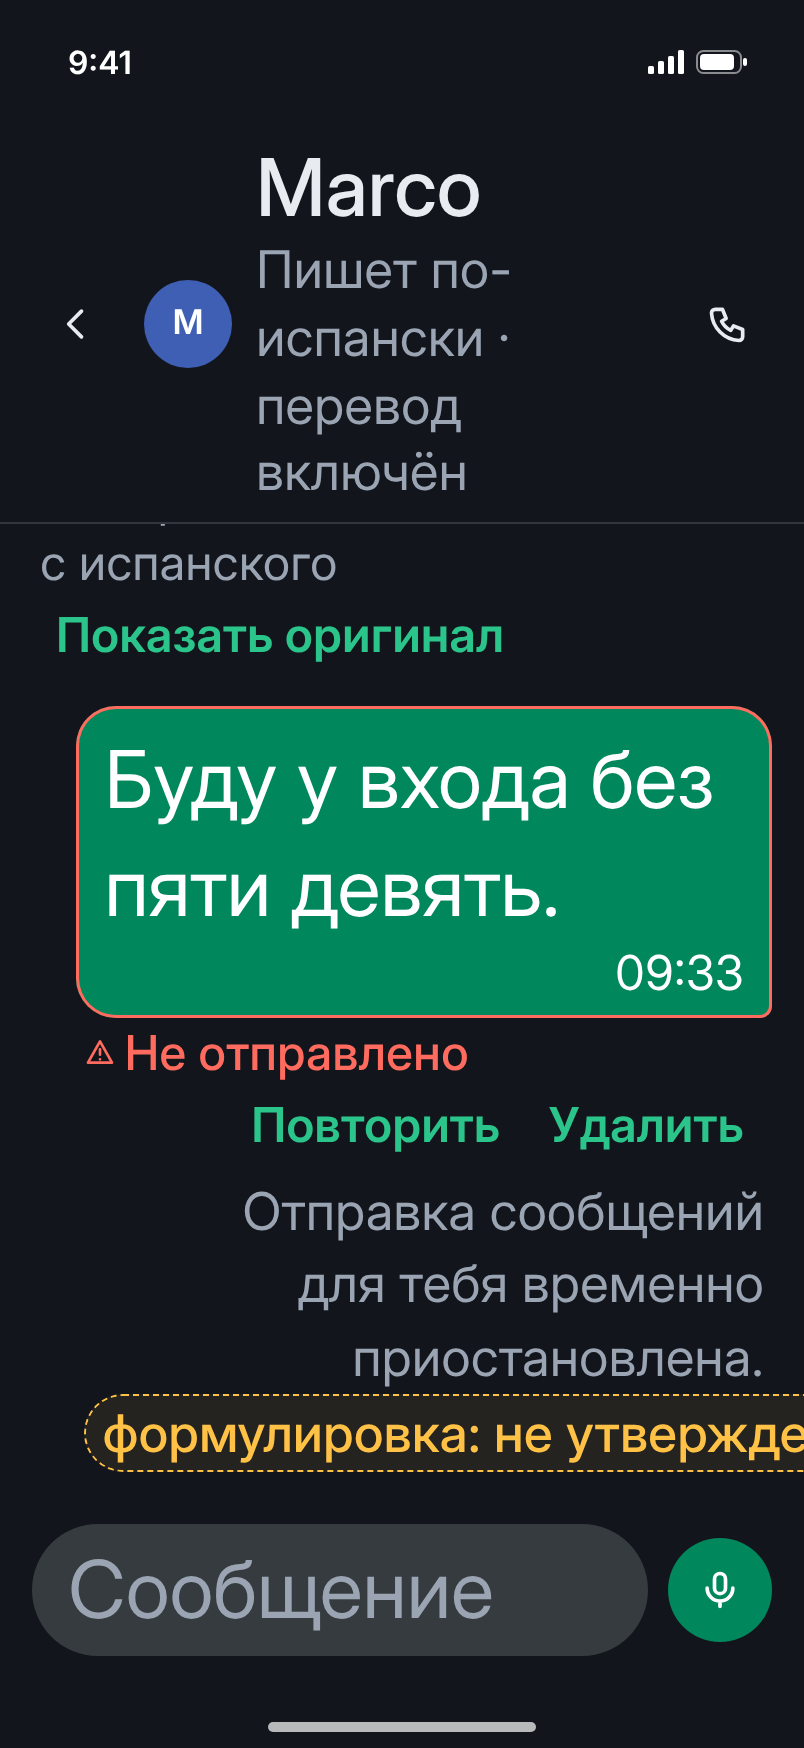 9:41
Marco
Пишет по-
испански ·
перевод
включён
M
с испанского
Показать оригинал
Буду у входа без
пяти девять.
09:33
Не отправлено
Повторить Удалить
Отправка сообщений
для тебя временно
приостановлена.
формулировка: не
Сообщение